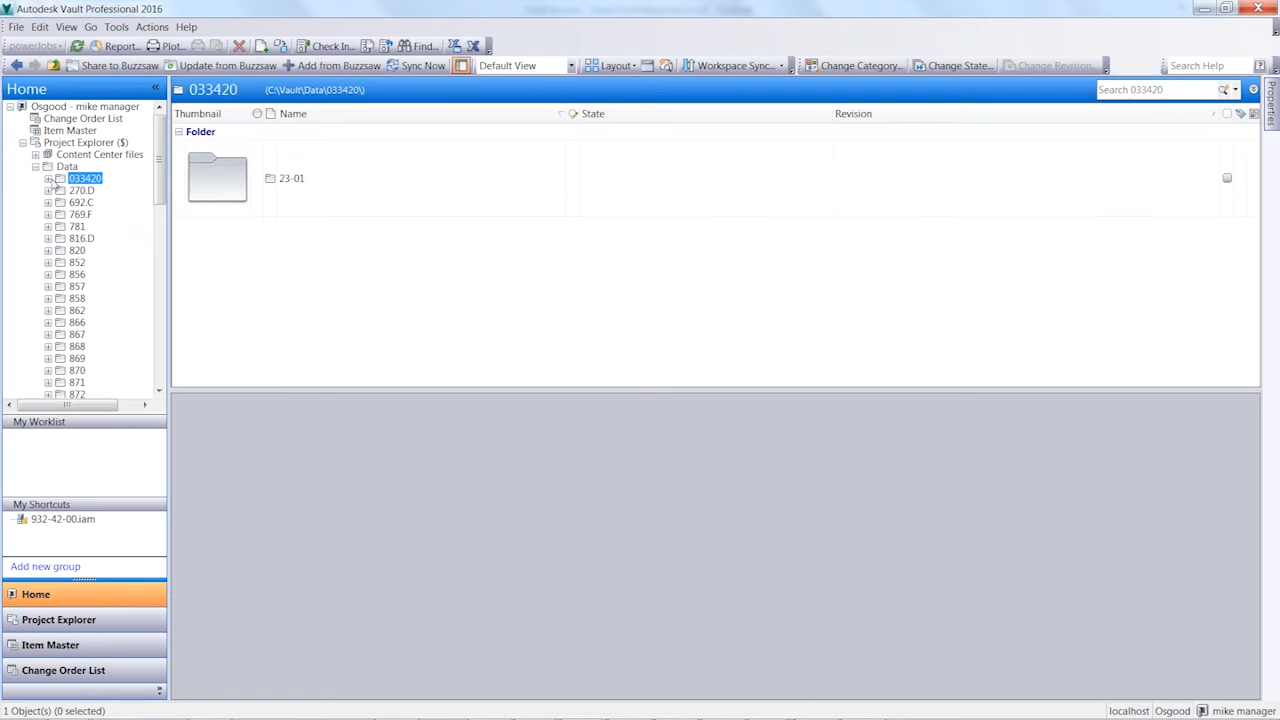 Autodesk Vault Professional 2016
File Edit View Go Tools Actions Help
powerJobs Report... Plot... Check In... Find...
Share to Buzzsaw Update from Buzzsaw Add from Buzzsaw Sync Now Default View Layout Workspace Sync... Change Category... Change State... Change Revision... Search Help
Home « 033420 (C:\Vault\Data\033420\) Search 033420
Properties
Osgood - mike manager
Change Order List
Item Master
Project Explorer ($)
Content Center files
Data
033420
270.D
692.C
769.F
781
816.D
820
852
856
857
858
862
866
867
868
869
870
871
872
Thumbnail Name State Revision
Folder
23-01
My Worklist
My Shortcuts
932-42-00.iam
Add new group
Home
Project Explorer
Item Master
Change Order List
»
1 Object(s) (0 selected) localhost Osgood mike manager